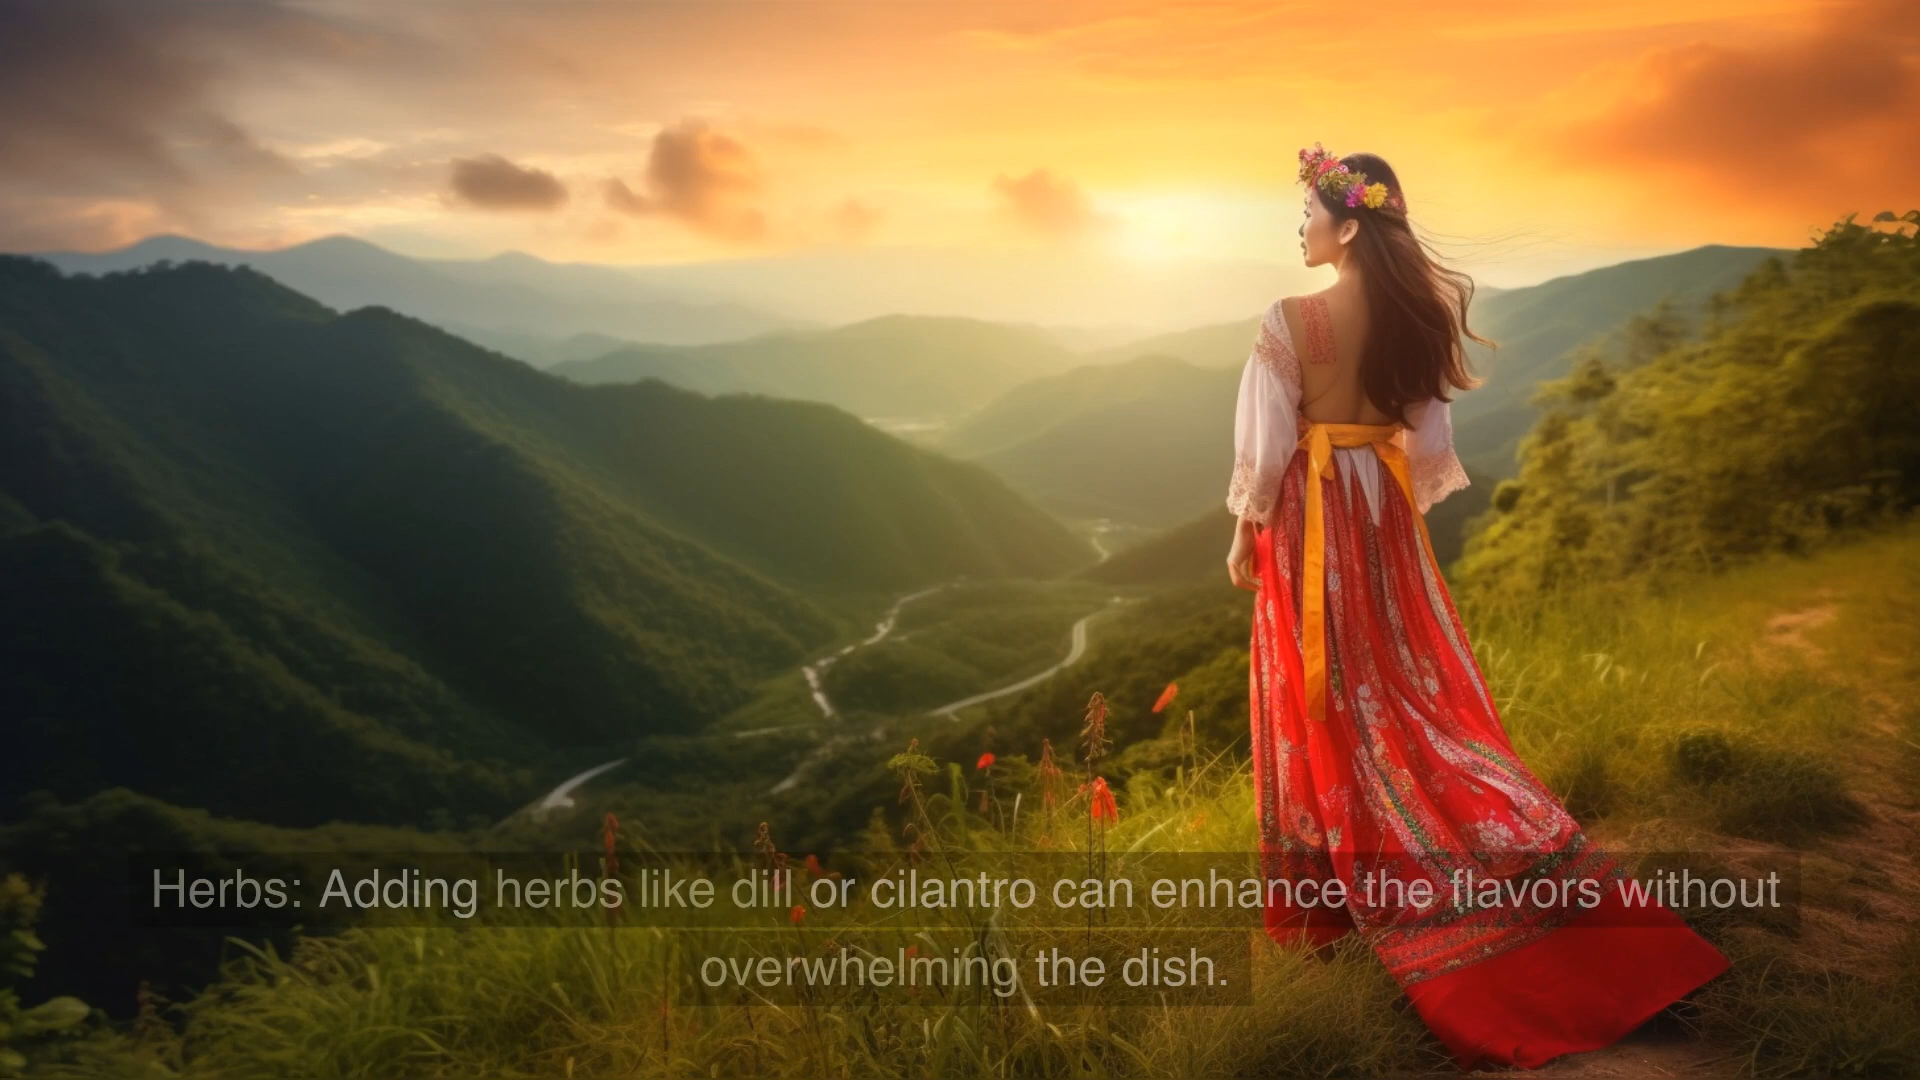 Herbs: Adding herbs like dill or cilantro can enhance the flavors without
overwhelming the dish.